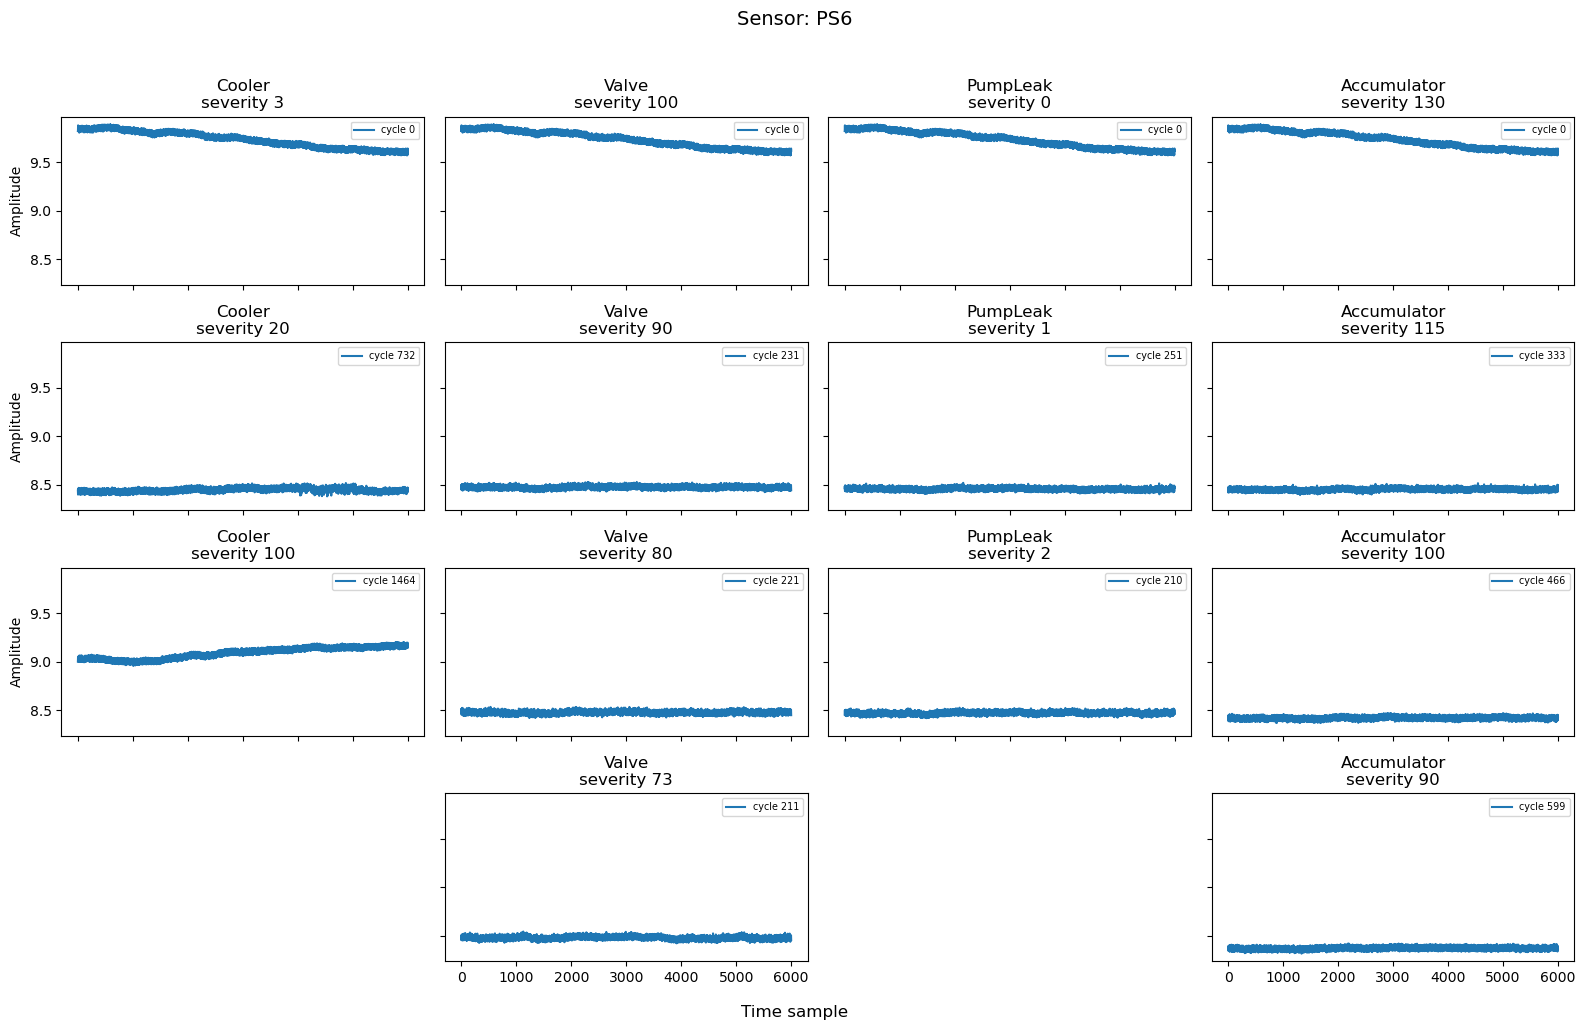 Sensor: PS6
Cooler
severity 3
Valve
severity 100
PumpLeak
severity 0
Accumulator
severity 130
cycle 0
cycle 0
cycle 0
cycle 0
Amplitude
9.5
9.0
8.5
Cooler
severity 20
Valve
severity 90
PumpLeak
severity 1
Accumulator
severity 115
cycle 732
cycle 231
cycle 251
cycle 333
Amplitude
9.5
9.0
8.5
Cooler
severity 100
Valve
severity 80
PumpLeak
severity 2
Accumulator
severity 100
cycle 1464
cycle 221
cycle 210
cycle 466
Amplitude
9.5
9.0
8.5
Valve
severity 73
Accumulator
severity 90
cycle 211
cycle 599
0 1000 2000 3000 4000 5000 6000
0 1000 2000 3000 4000 5000 6000
Time sample